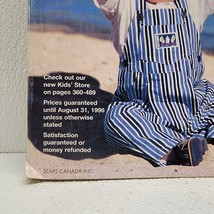 Check out our
new Kids' Store
on pages 360-489
Prices guaranteed
until August 31, 1996
unless otherwise
stated
Satisfaction
guaranteed or
money refunded
SEARS CANADA INC.